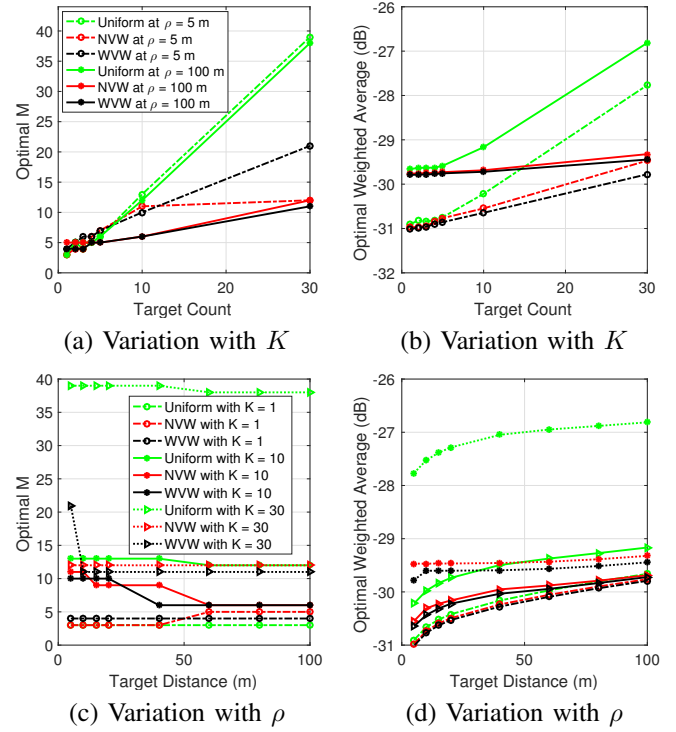 40
35
30
25
20
15
10
5
0
Optimal M
Uniform at ρ = 5 m
NVW at ρ = 5 m
WVW at ρ = 5 m
Uniform at ρ = 100 m
NVW at ρ = 100 m
WVW at ρ = 100 m
0 10 20 30
Target Count
(a) Variation with K
-26
-27
-28
-29
-30
-31
-32
Optimal Weighted Average (dB)
0 10 20 30
Target Count
(b) Variation with K
40
35
30
25
20
15
10
5
0
Optimal M
Uniform with K = 1
NVW with K = 1
WVW with K = 1
Uniform with K = 10
NVW with K = 10
WVW with K = 10
Uniform with K = 30
NVW with K = 30
WVW with K = 30
0 50 100
Target Distance (m)
(c) Variation with ρ
-26
-27
-28
-29
-30
-31
Optimal Weighted Average (dB)
0 50 100
Target Distance (m)
(d) Variation with ρ